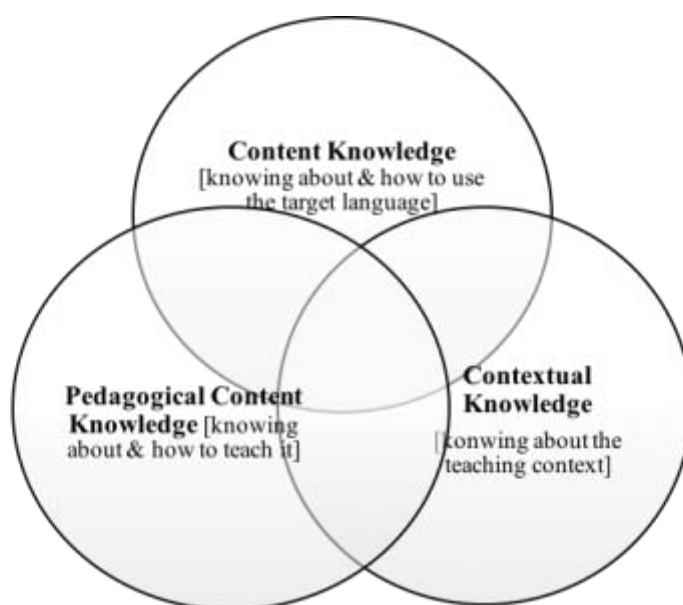 Content Knowledge
[knowing about & how to use
the target language]
Pedagogical Content
Knowledge [knowing
about & how to teach it]
Contextual
Knowledge
[konwing about the
teaching context]